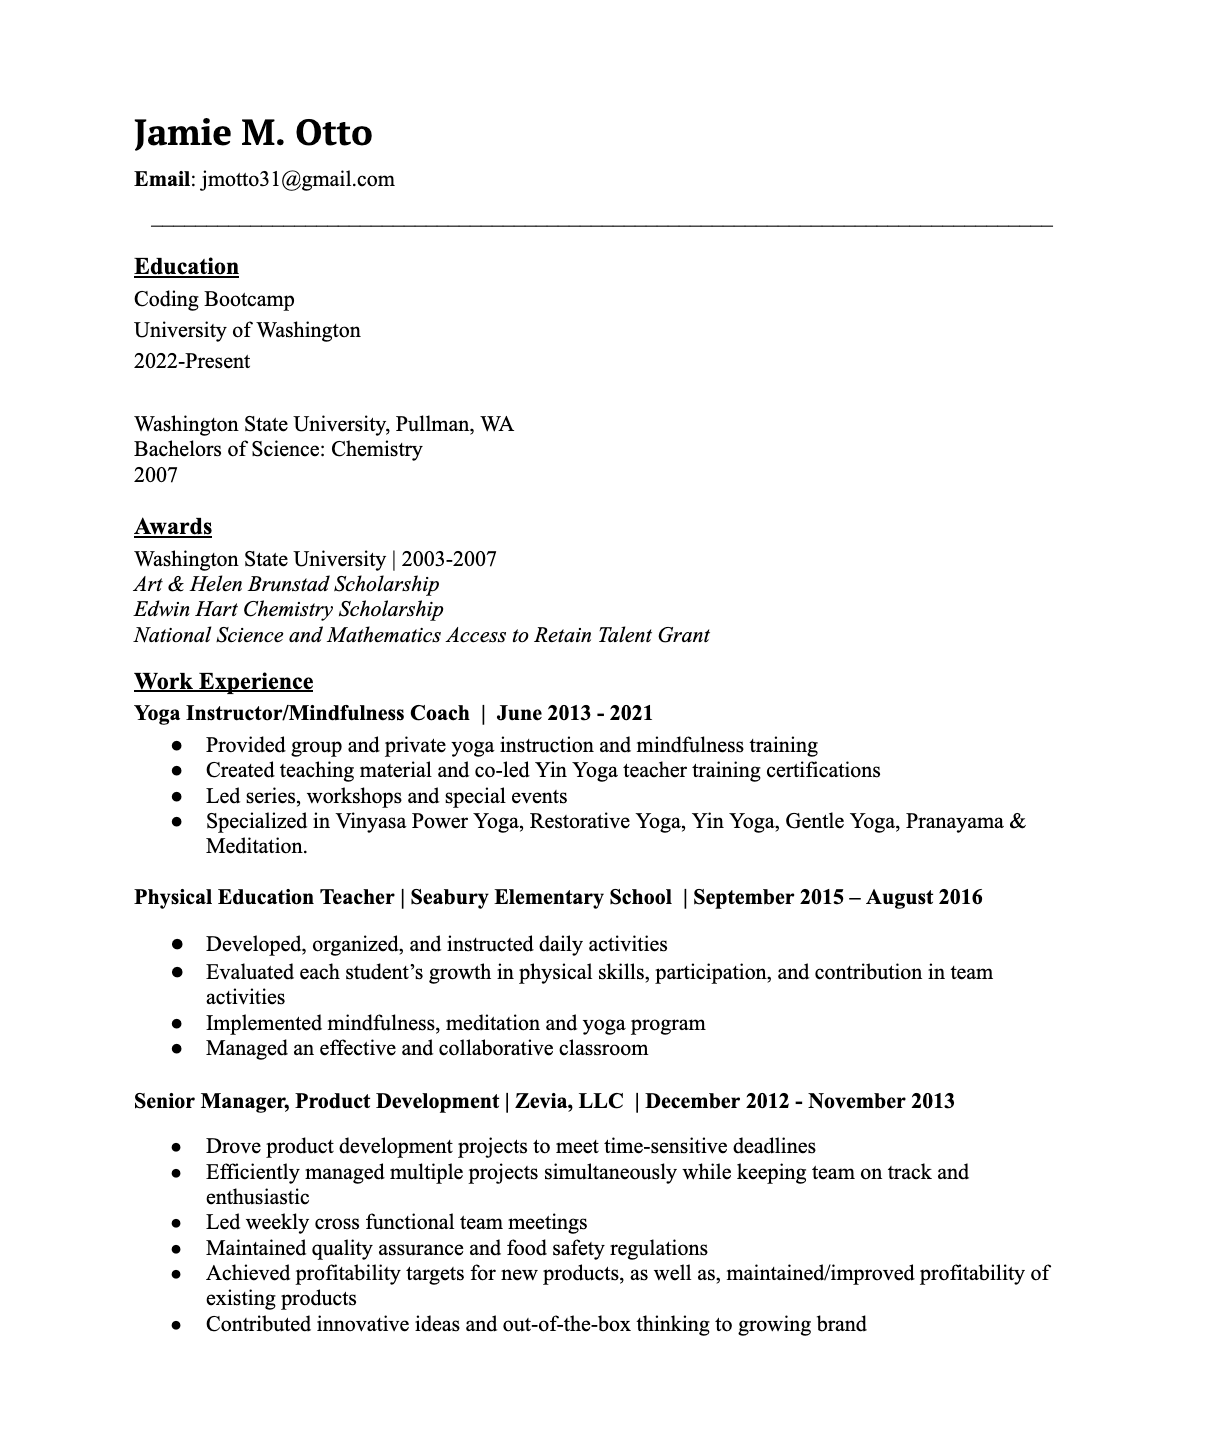 Jamie M. Otto
Email: jmotto31@gmail.com
Education
Coding Bootcamp
University of Washington
2022-Present
Washington State University, Pullman, WA
Bachelors of Science: Chemistry
2007
Awards
Washington State University | 2003-2007
Art & Helen Brunstad Scholarship
Edwin Hart Chemistry Scholarship
National Science and Mathematics Access to Retain Talent Grant
Work Experience
Yoga Instructor/Mindfulness Coach | June 2013 - 2021
● Provided group and private yoga instruction and mindfulness training
● Created teaching material and co-led Yin Yoga teacher training certifications
● Led series, workshops and special events
● Specialized in Vinyasa Power Yoga, Restorative Yoga, Yin Yoga, Gentle Yoga, Pranayama &
Meditation.
Physical Education Teacher | Seabury Elementary School | September 2015 – August 2016
● Developed, organized, and instructed daily activities
● Evaluated each student’s growth in physical skills, participation, and contribution in team
activities
● Implemented mindfulness, meditation and yoga program
● Managed an effective and collaborative classroom
Senior Manager, Product Development | Zevia, LLC | December 2012 - November 2013
● Drove product development projects to meet time-sensitive deadlines
● Efficiently managed multiple projects simultaneously while keeping team on track and
enthusiastic
● Led weekly cross functional team meetings
● Maintained quality assurance and food safety regulations
● Achieved profitability targets for new products, as well as, maintained/improved profitability of
existing products
● Contributed innovative ideas and out-of-the-box thinking to growing brand